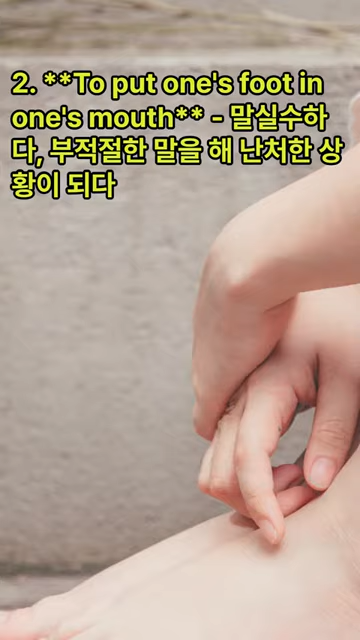 2. **To put one's foot in
one's mouth** - 말실수하
다, 부적절한 말을 해 난처한 상
황이 되다